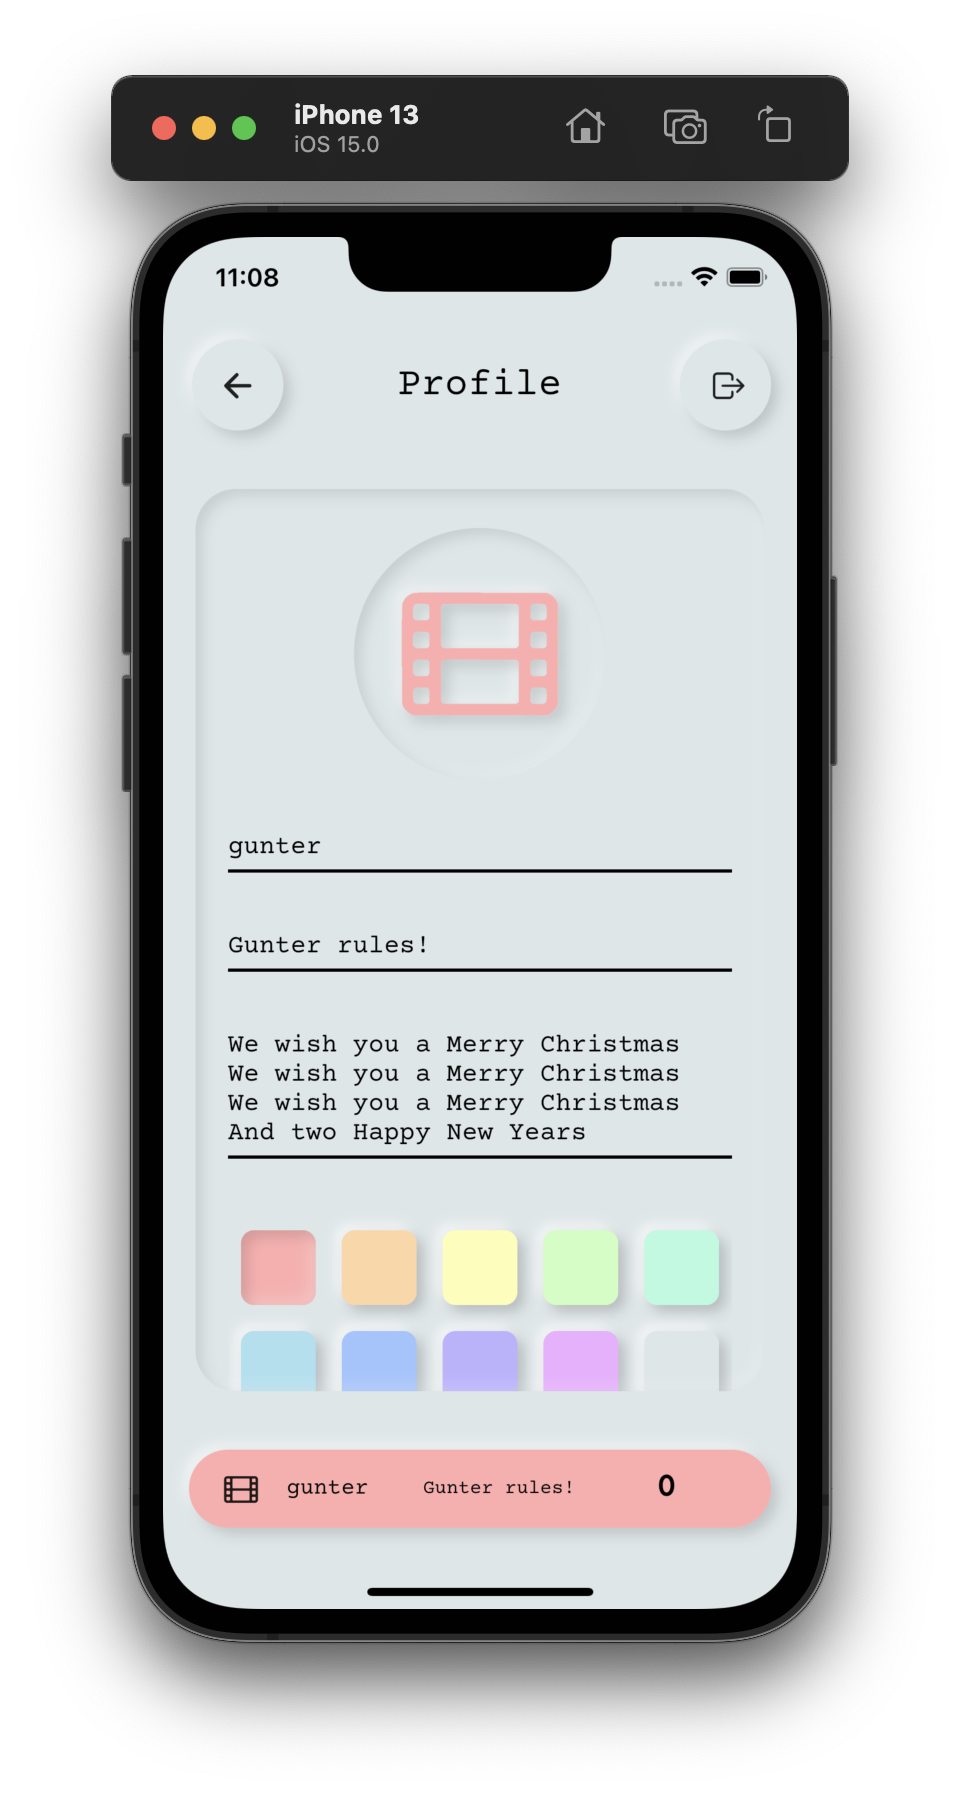 iPhone 13
iOS 15.0
11:08
Profile
gunter
Gunter rules!
We wish you a Merry Christmas
We wish you a Merry Christmas
We wish you a Merry Christmas
And two Happy New Years
gunter Gunter rules! 0